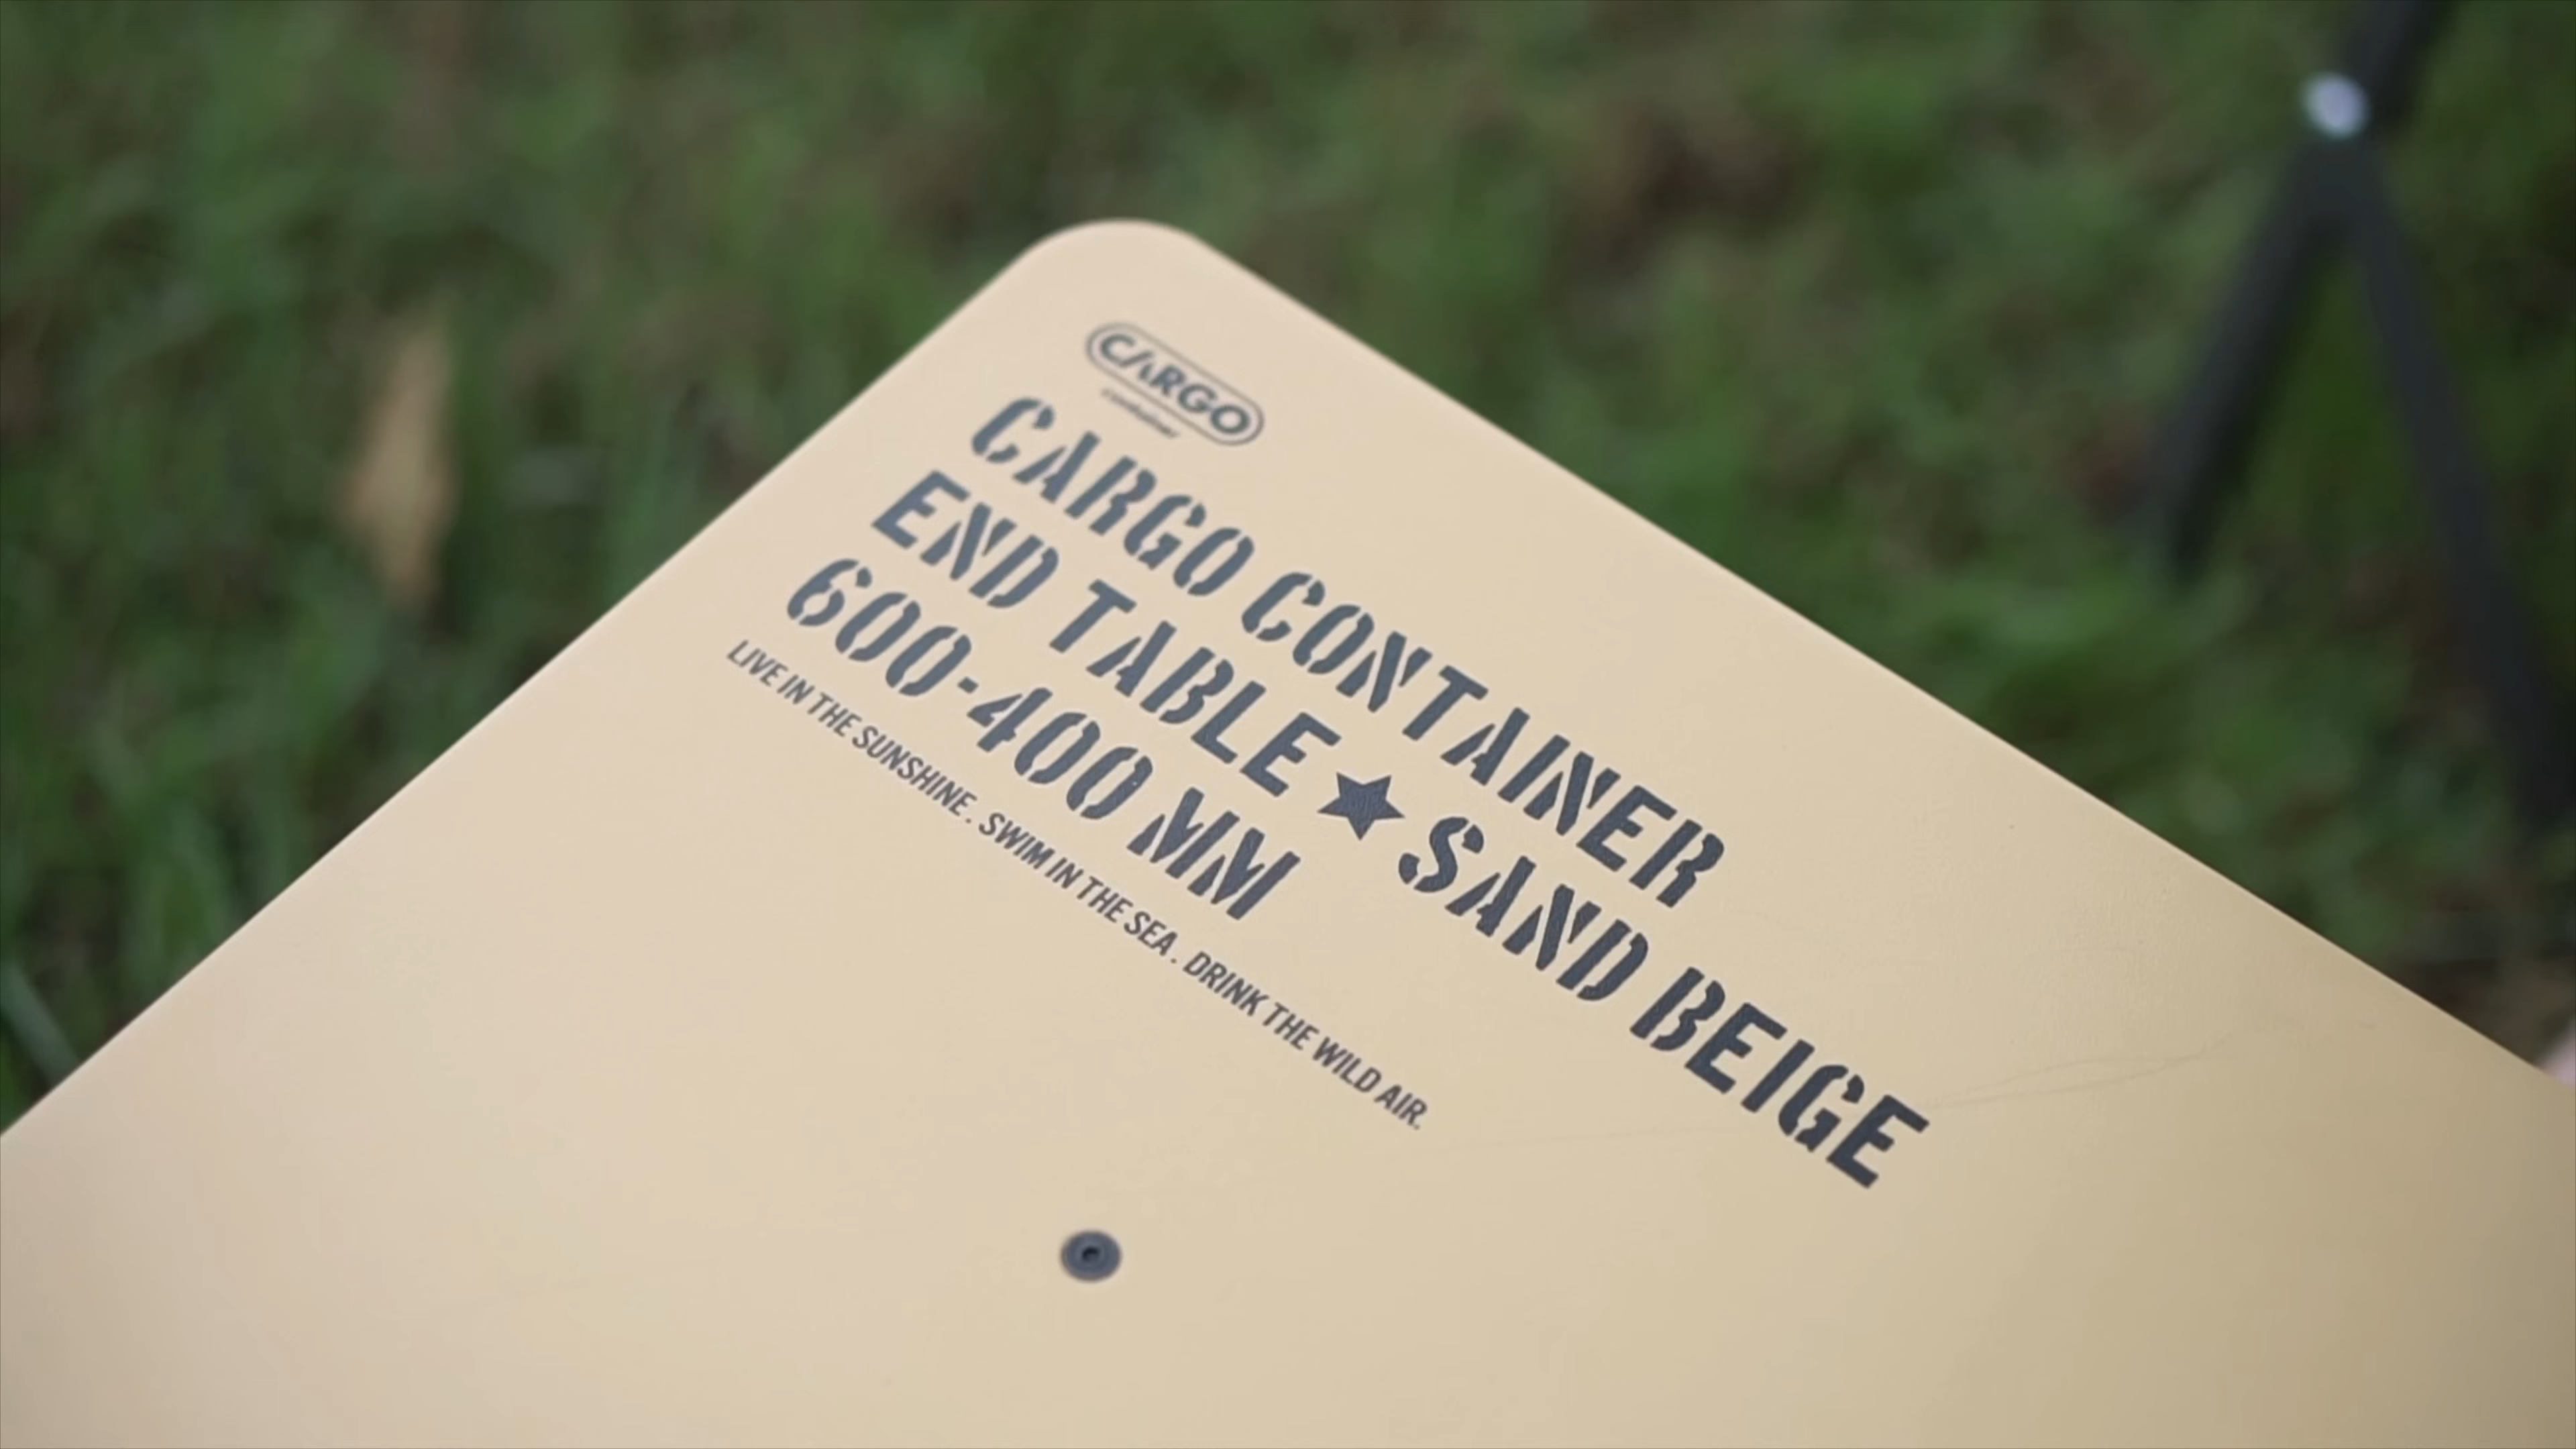 CARGO
container
CARGO CONTAINER
END TABLE ★ SAND BEIGE
600-400 MM
LIVE IN THE SUNSHINE. SWIM IN THE SEA. DRINK THE WILD AIR.